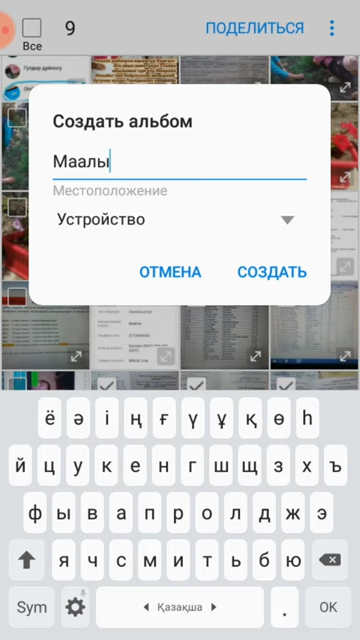 9
ПОДЕЛИТЬСЯ
Все
Создать альбом
Маалы
Местоположение
Устройство
ОТМЕНА
СОЗДАТЬ
ё ә і ң ғ ү ұ қ ө һ
й ц у к е н г ш щ з х ъ
ф ы в а п р о л д ж э
я ч с м и т ь б ю
Sym
Қазақша
.
OK